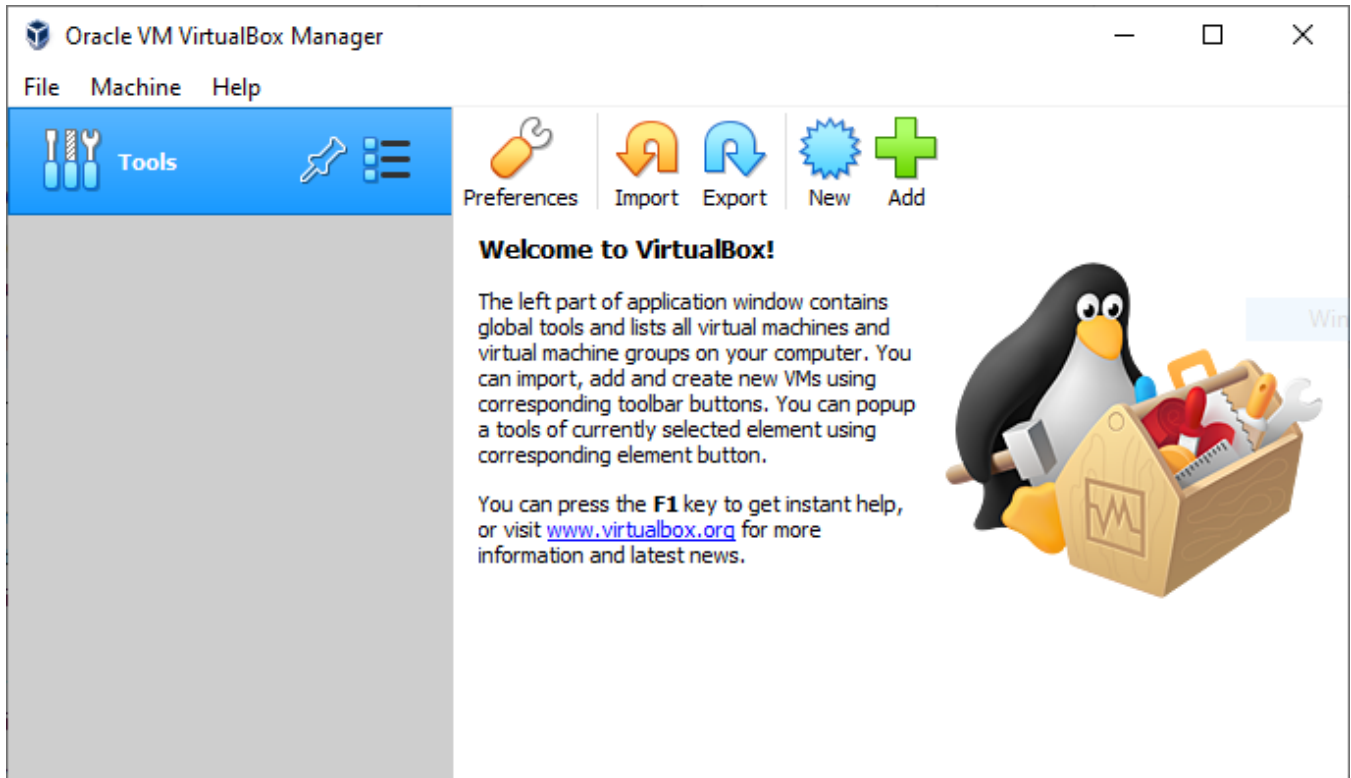 Oracle VM VirtualBox Manager
File Machine Help
Tools
Preferences Import Export New Add
Welcome to VirtualBox!
The left part of application window contains
global tools and lists all virtual machines and
virtual machine groups on your computer. You
can import, add and create new VMs using
corresponding toolbar buttons. You can popup
a tools of currently selected element using
corresponding element button.
You can press the F1 key to get instant help,
or visit www.virtualbox.org for more
information and latest news.
Win